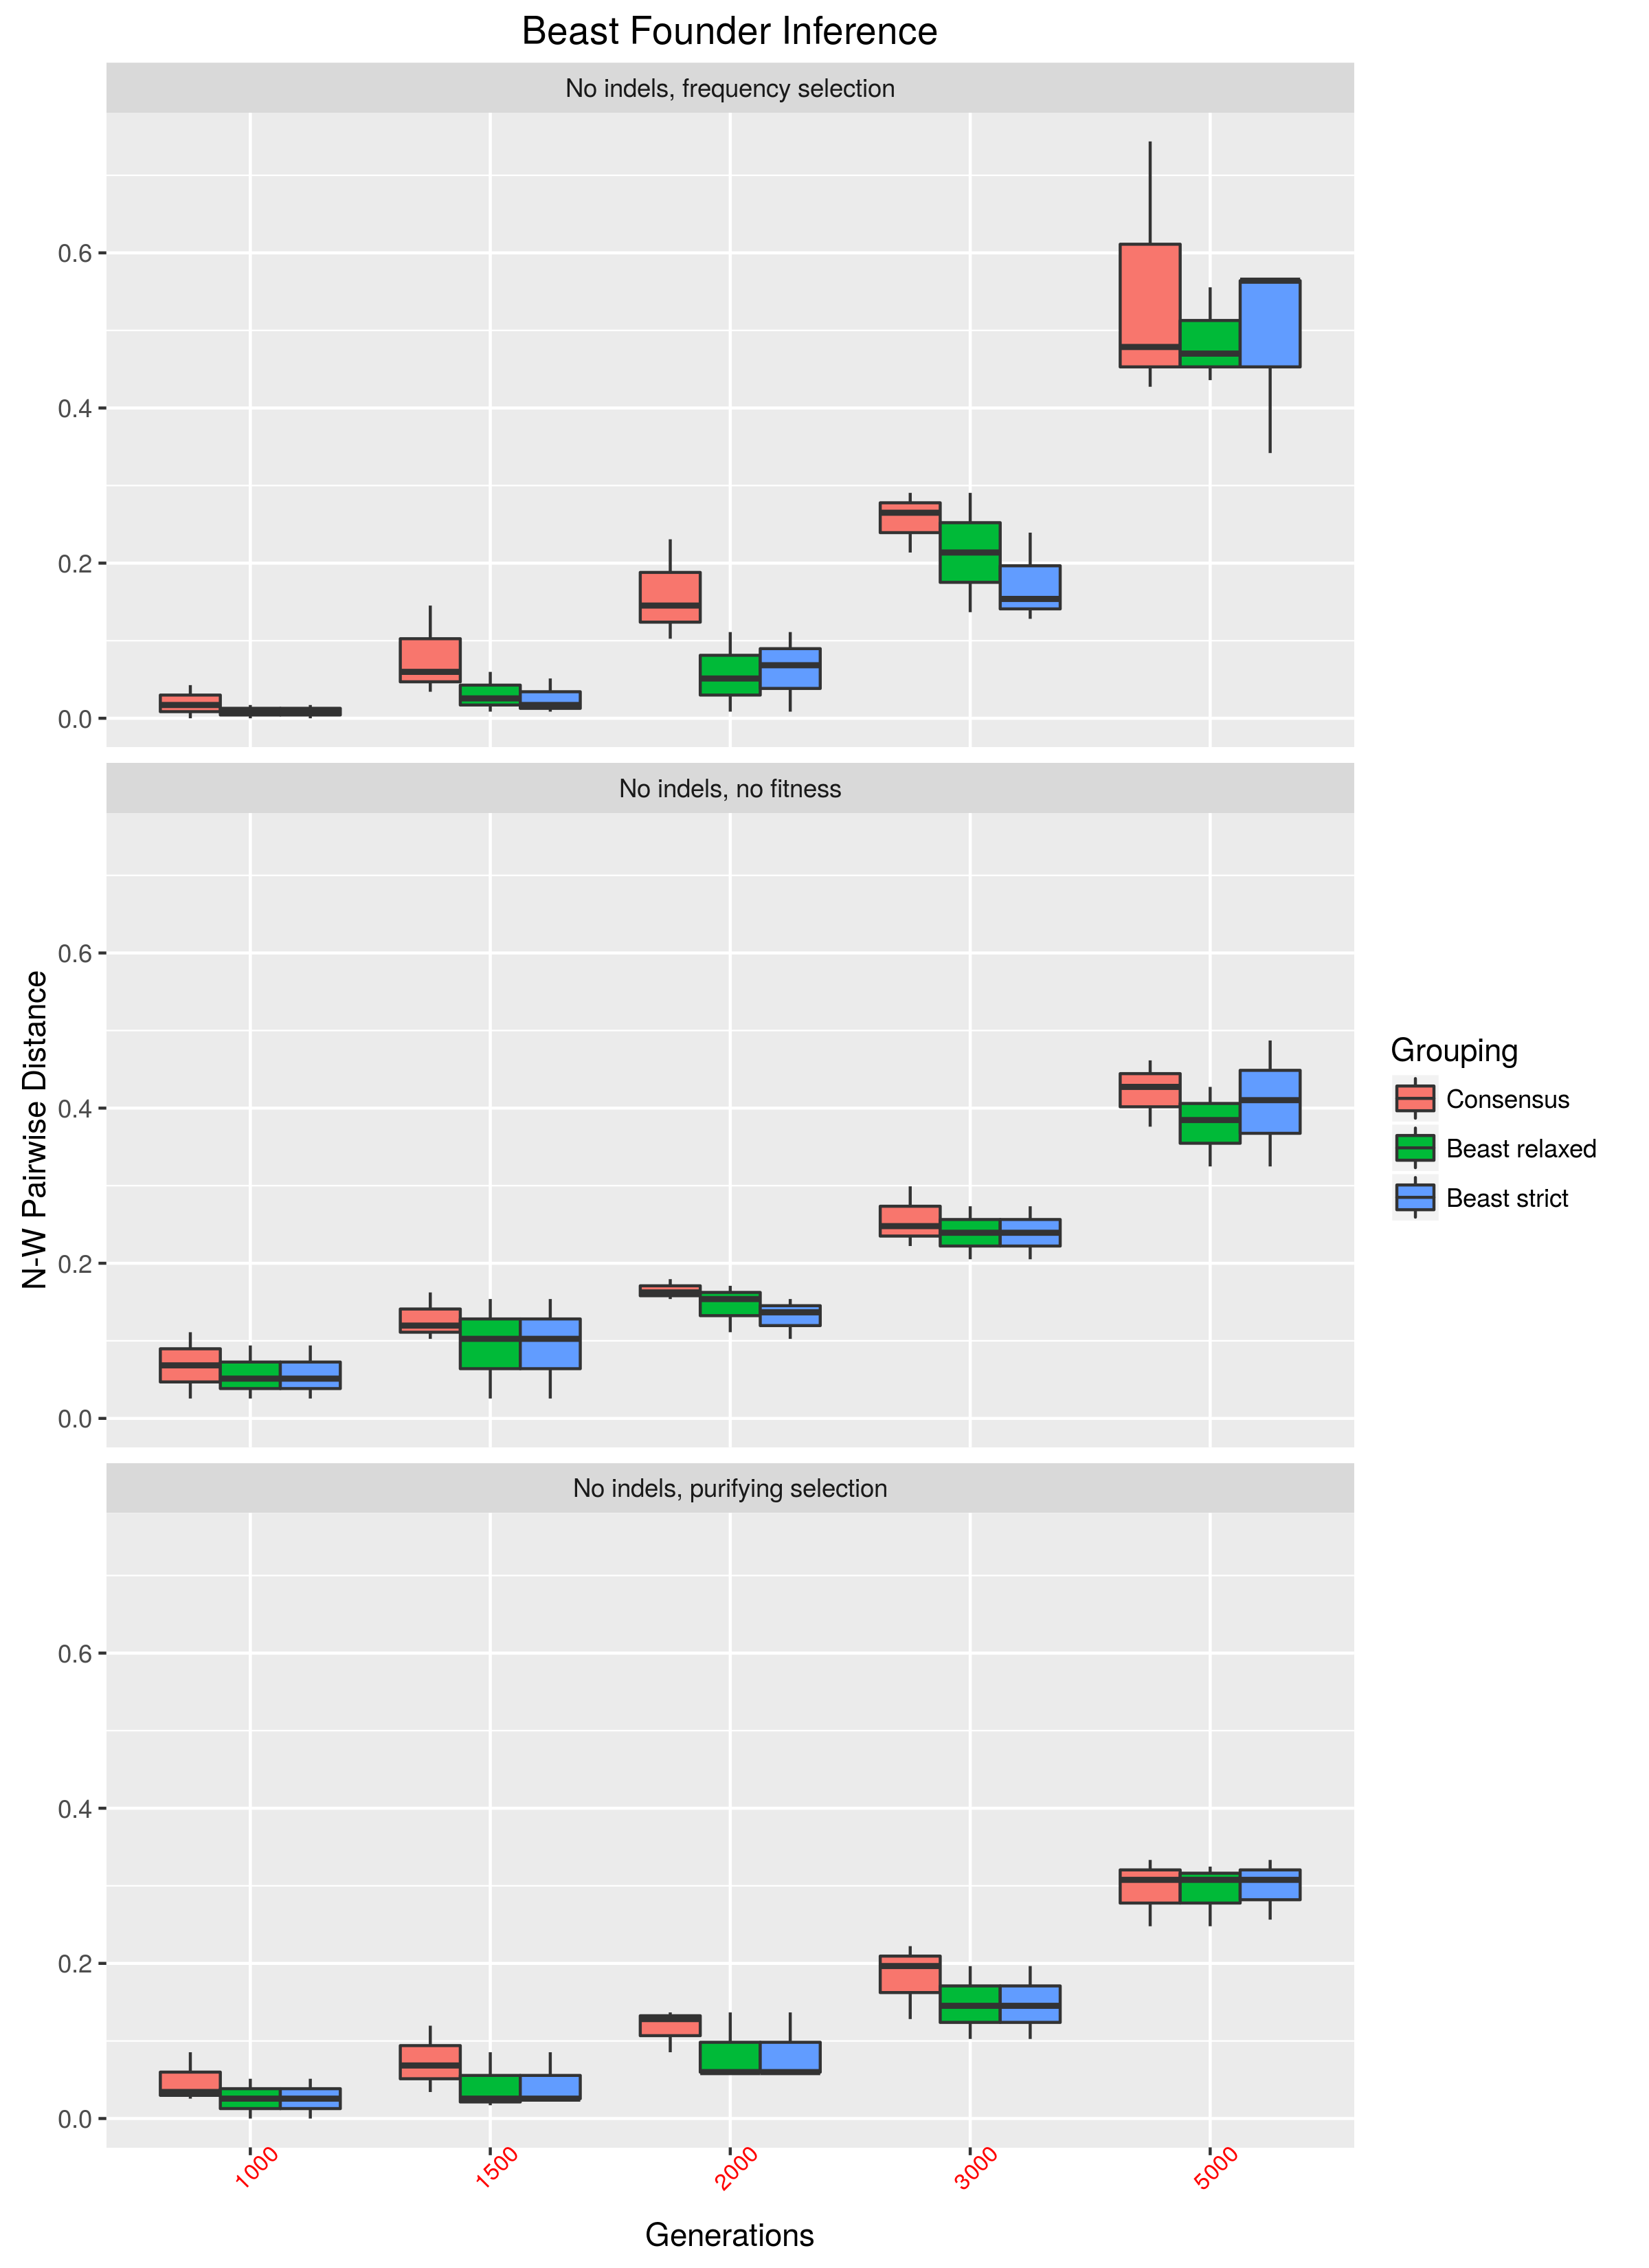 Beast Founder Inference
No indels, frequency selection
0.6
0.4
0.2
0.0
No indels, no fitness
0.6
0.4
0.2
0.0
No indels, purifying selection
0.6
0.4
0.2
0.0
1000 1500 2000 3000 5000
Generations
N-W Pairwise Distance
Grouping
Consensus
Beast relaxed
Beast strict